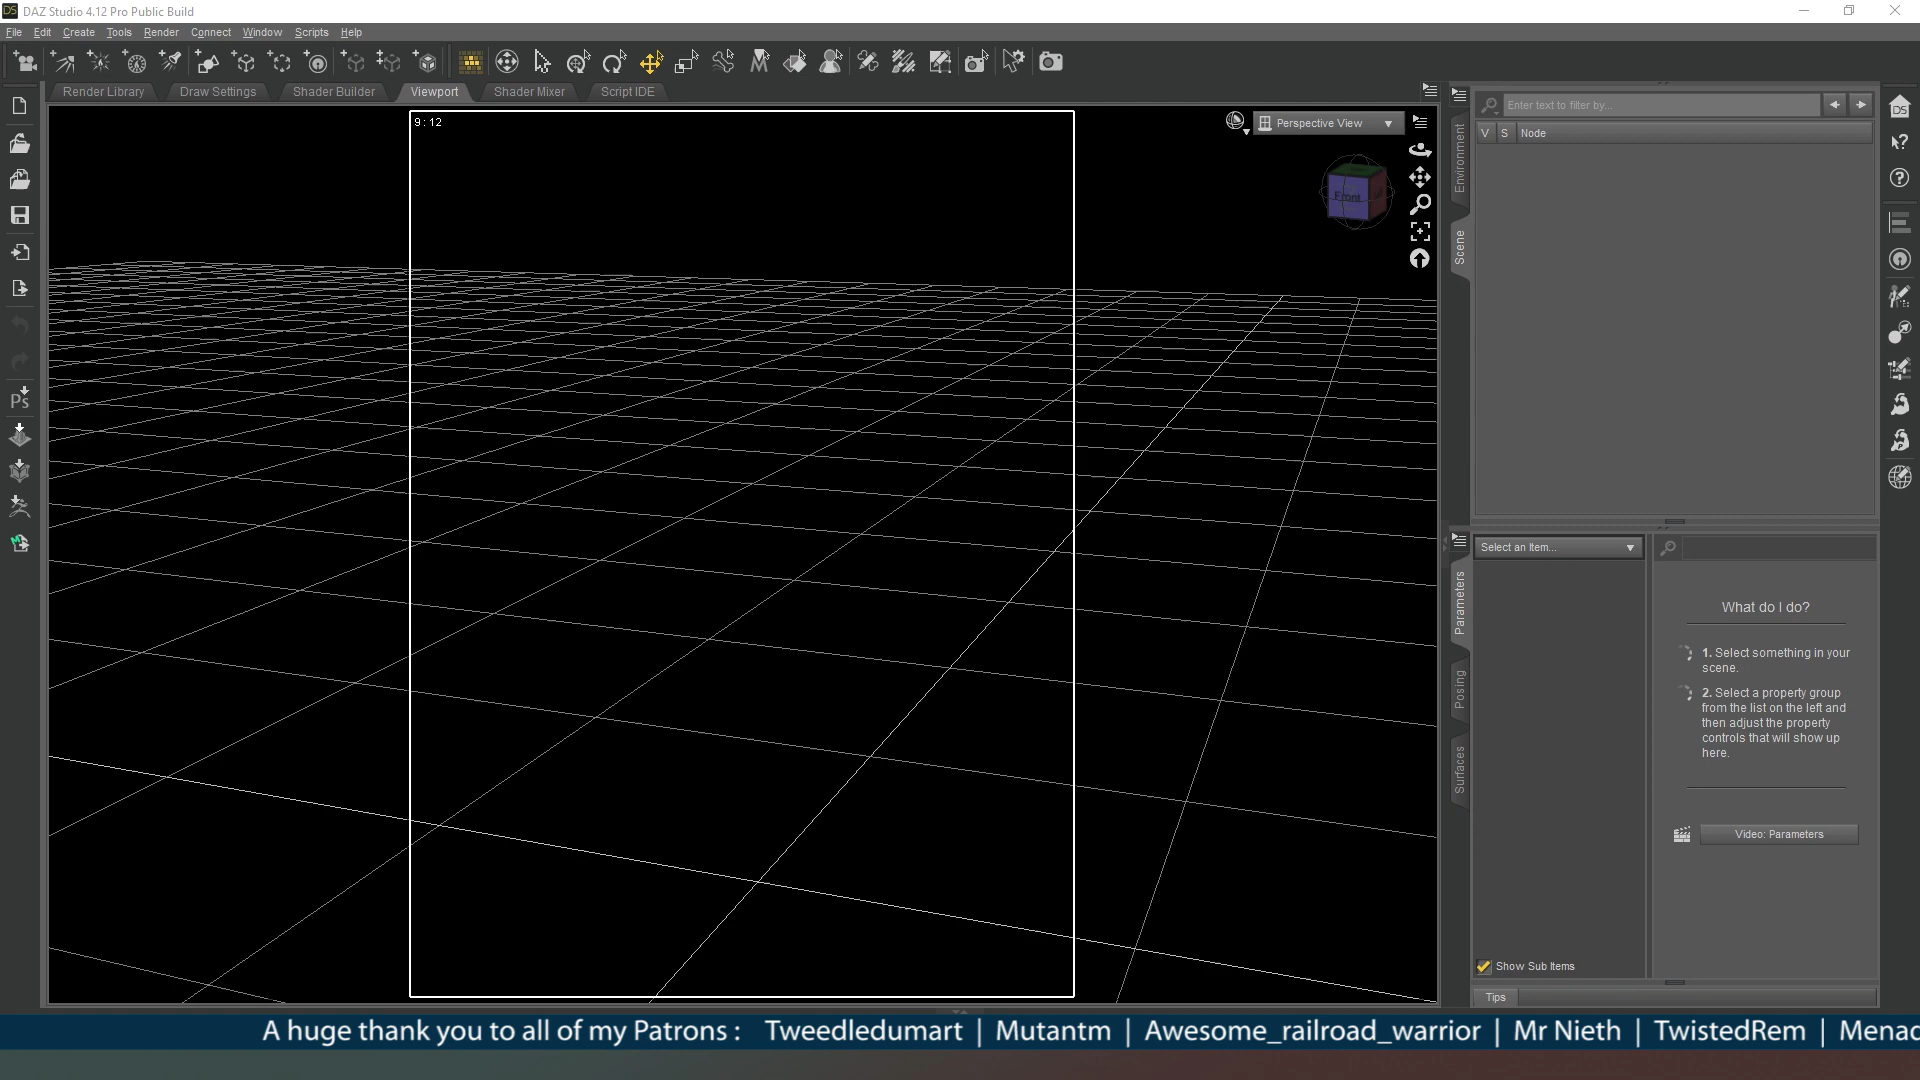 DS DAZ Studio 4.12 Pro Public Build
File Edit Create Tools Render Connect Window Scripts Help
Render Library Draw Settings Shader Builder Viewport Shader Mixer Script IDE
9 : 12
Perspective View
Front
Environment
Scene
Enter text to filter by...
V S Node
DS
Ps
Select an Item...
Parameters
Posing
Surfaces
What do I do?
1. Select something in your
scene.
2. Select a property group
from the list on the left and
then adjust the property
controls that will show up
here.
Video: Parameters
Show Sub Items
Tips
A huge thank you to all of my Patrons : Tweedledumart | Mutantm | Awesome_railroad_warrior | Mr Nieth | TwistedRem | Menac